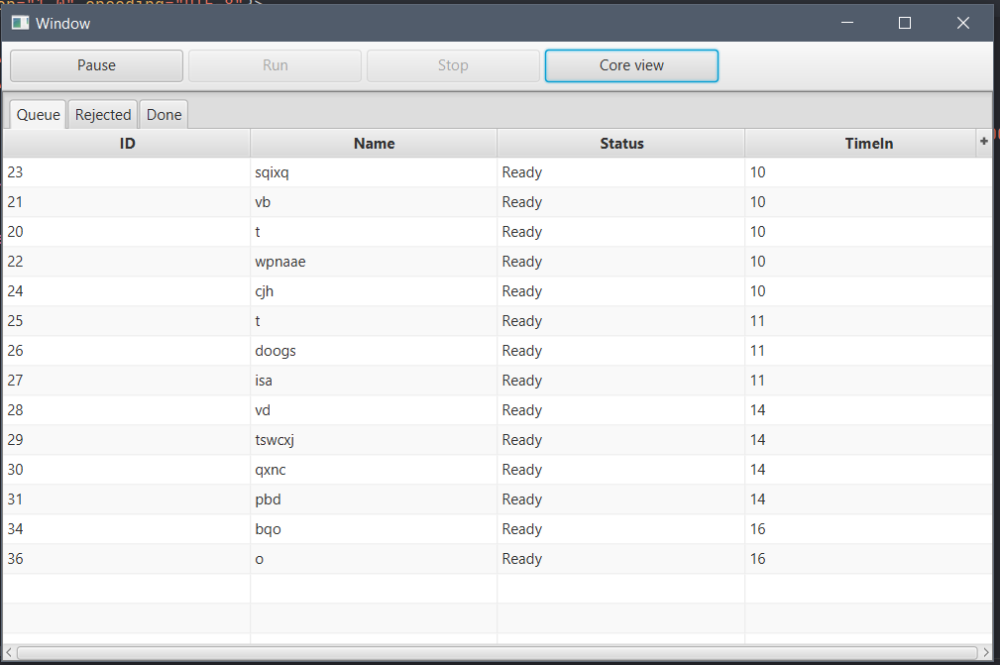 Window
Pause Run Stop Core view
Queue Rejected Done
ID Name Status TimeIn +
23 sqixq Ready 10
21 vb Ready 10
20 t Ready 10
22 wpnaae Ready 10
24 cjh Ready 10
25 t Ready 11
26 doogs Ready 11
27 isa Ready 11
28 vd Ready 14
29 tswcxj Ready 14
30 qxnc Ready 14
31 pbd Ready 14
34 bqo Ready 16
36 o Ready 16